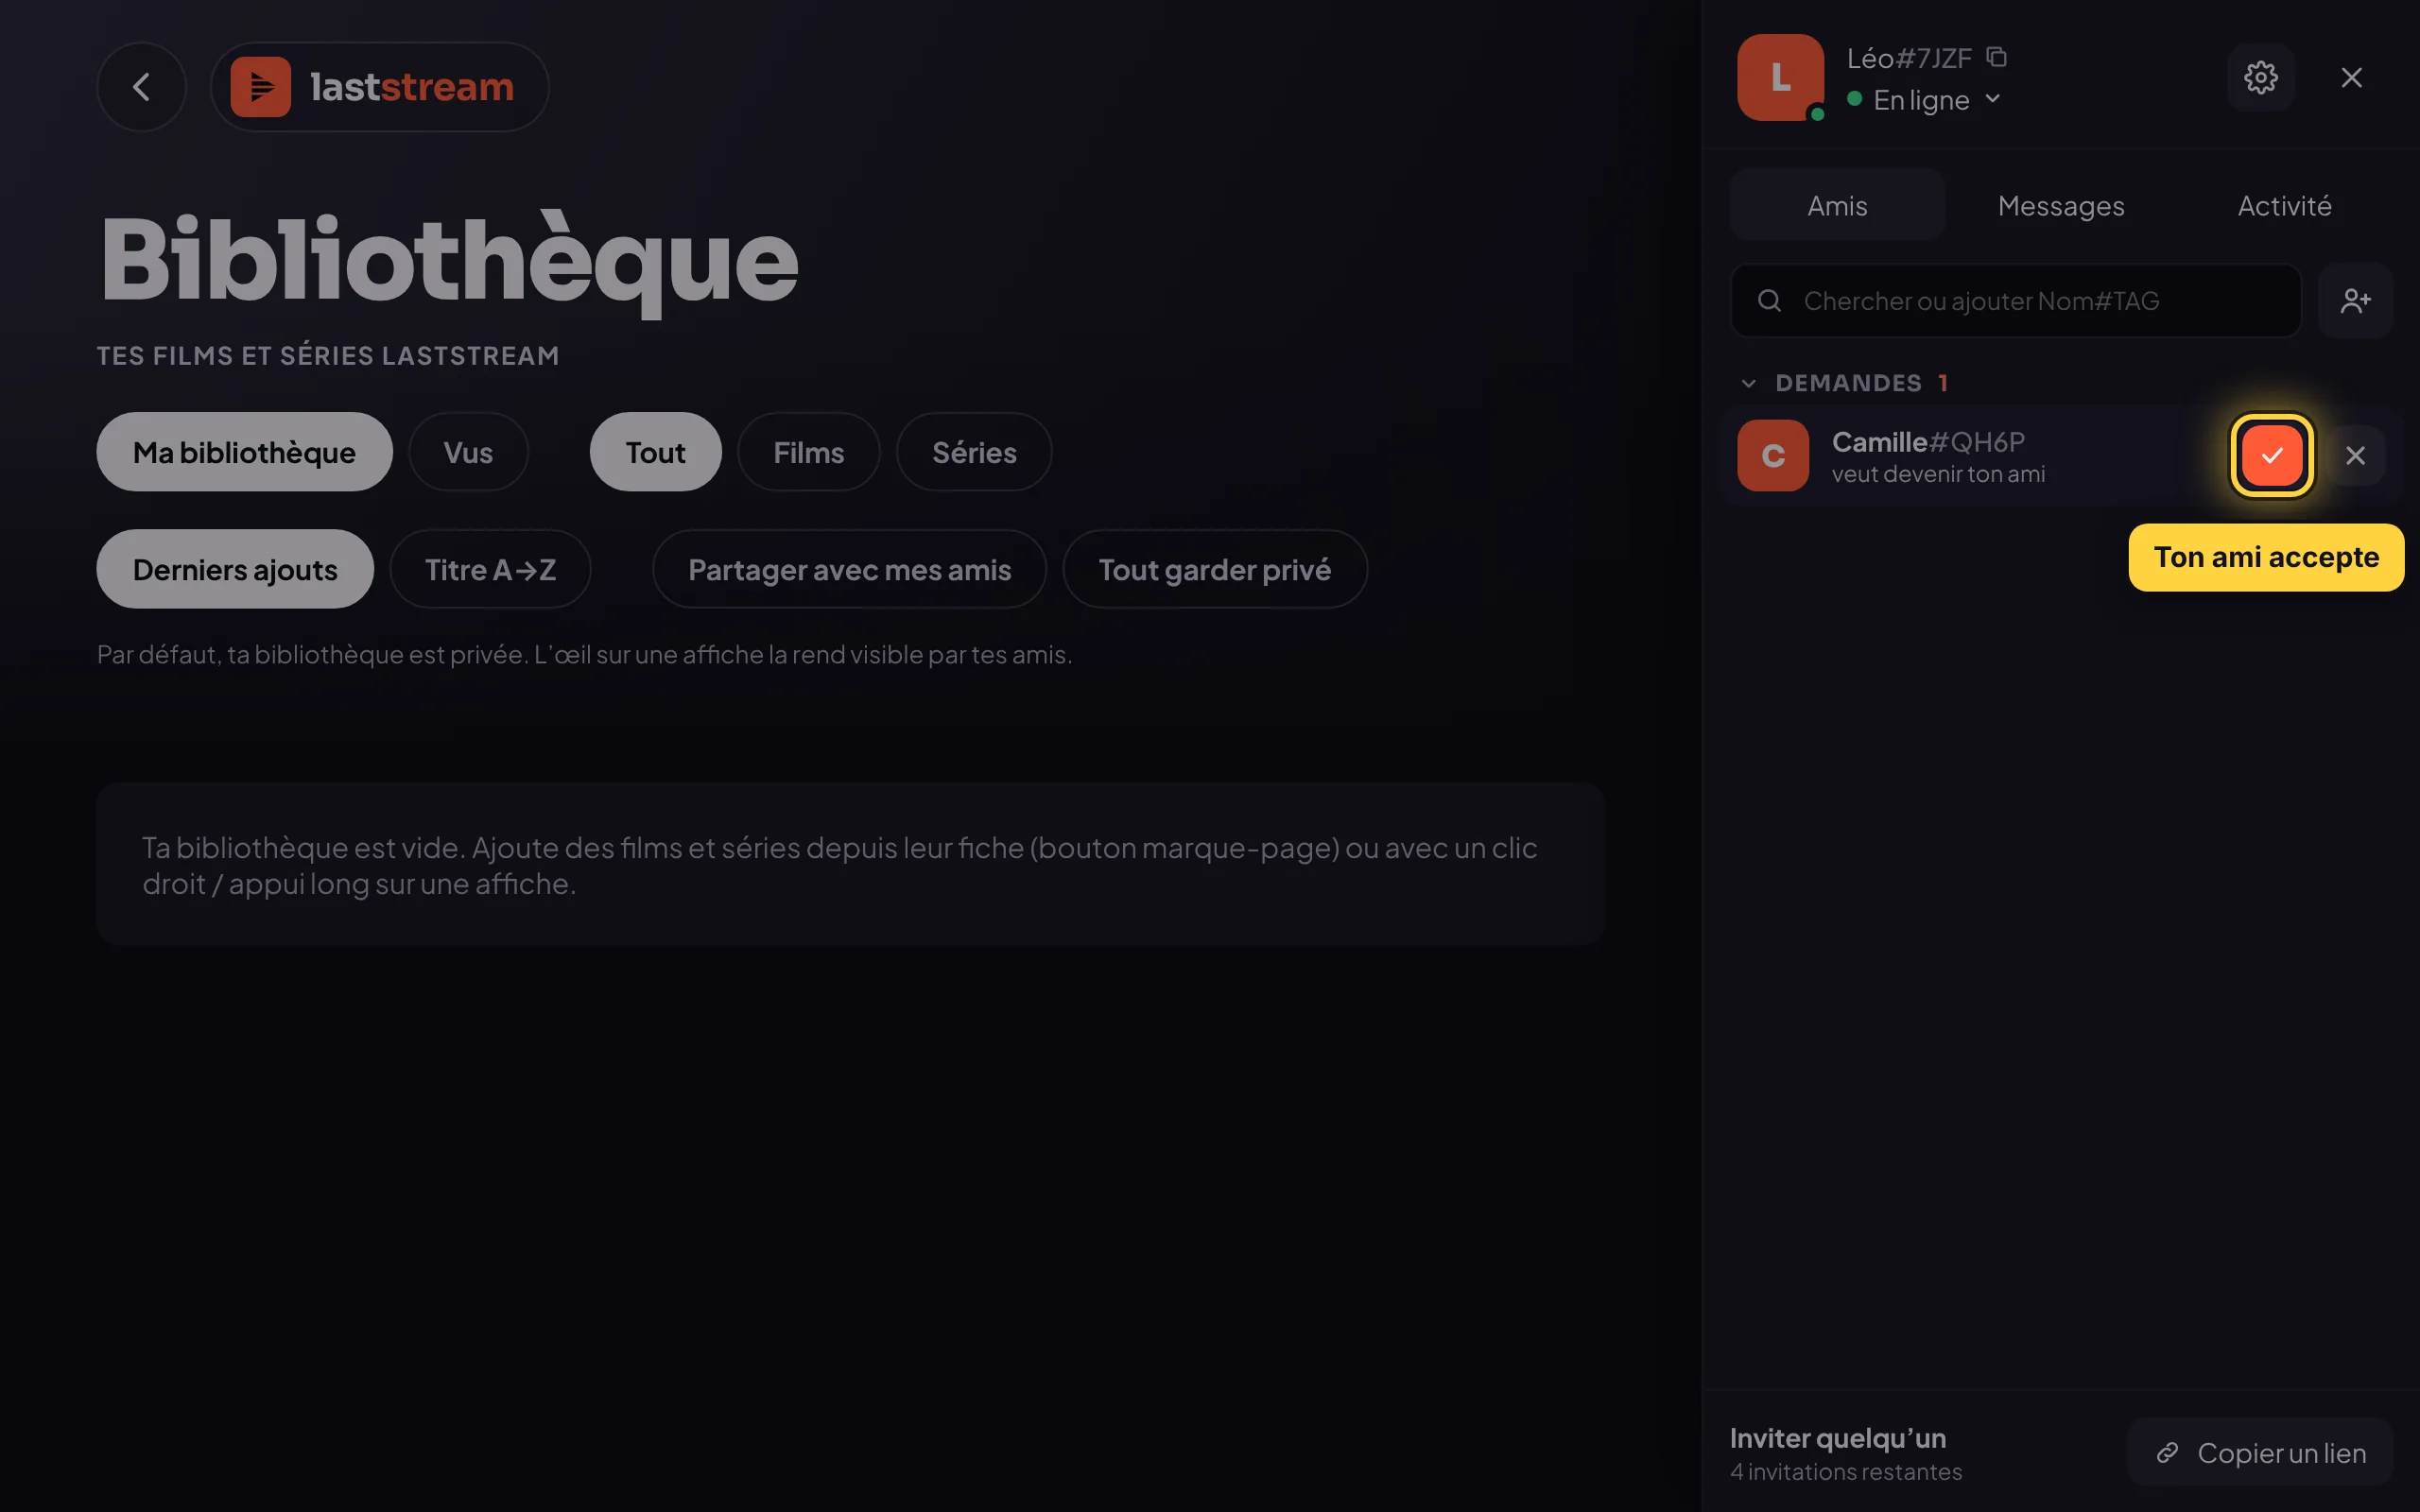 laststream
Bibliothèque
TES FILMS ET SÉRIES LASTSTREAM
Ma bibliothèque
Vus
Tout
Films
Séries
Derniers ajouts
Titre A→Z
Partager avec mes amis
Tout garder privé
Par défaut, ta bibliothèque est privée. L’œil sur une affiche la rend visible par tes amis.
Ta bibliothèque est vide. Ajoute des films et séries depuis leur fiche (bouton marque-page) ou avec un clic
droit / appui long sur une affiche.
L
Léo#7JZF
En ligne
Amis
Messages
Activité
Chercher ou ajouter Nom#TAG
DEMANDES 1
C
Camille#QH6P
veut devenir ton ami
Ton ami accepte
Inviter quelqu’un
4 invitations restantes
Copier un lien